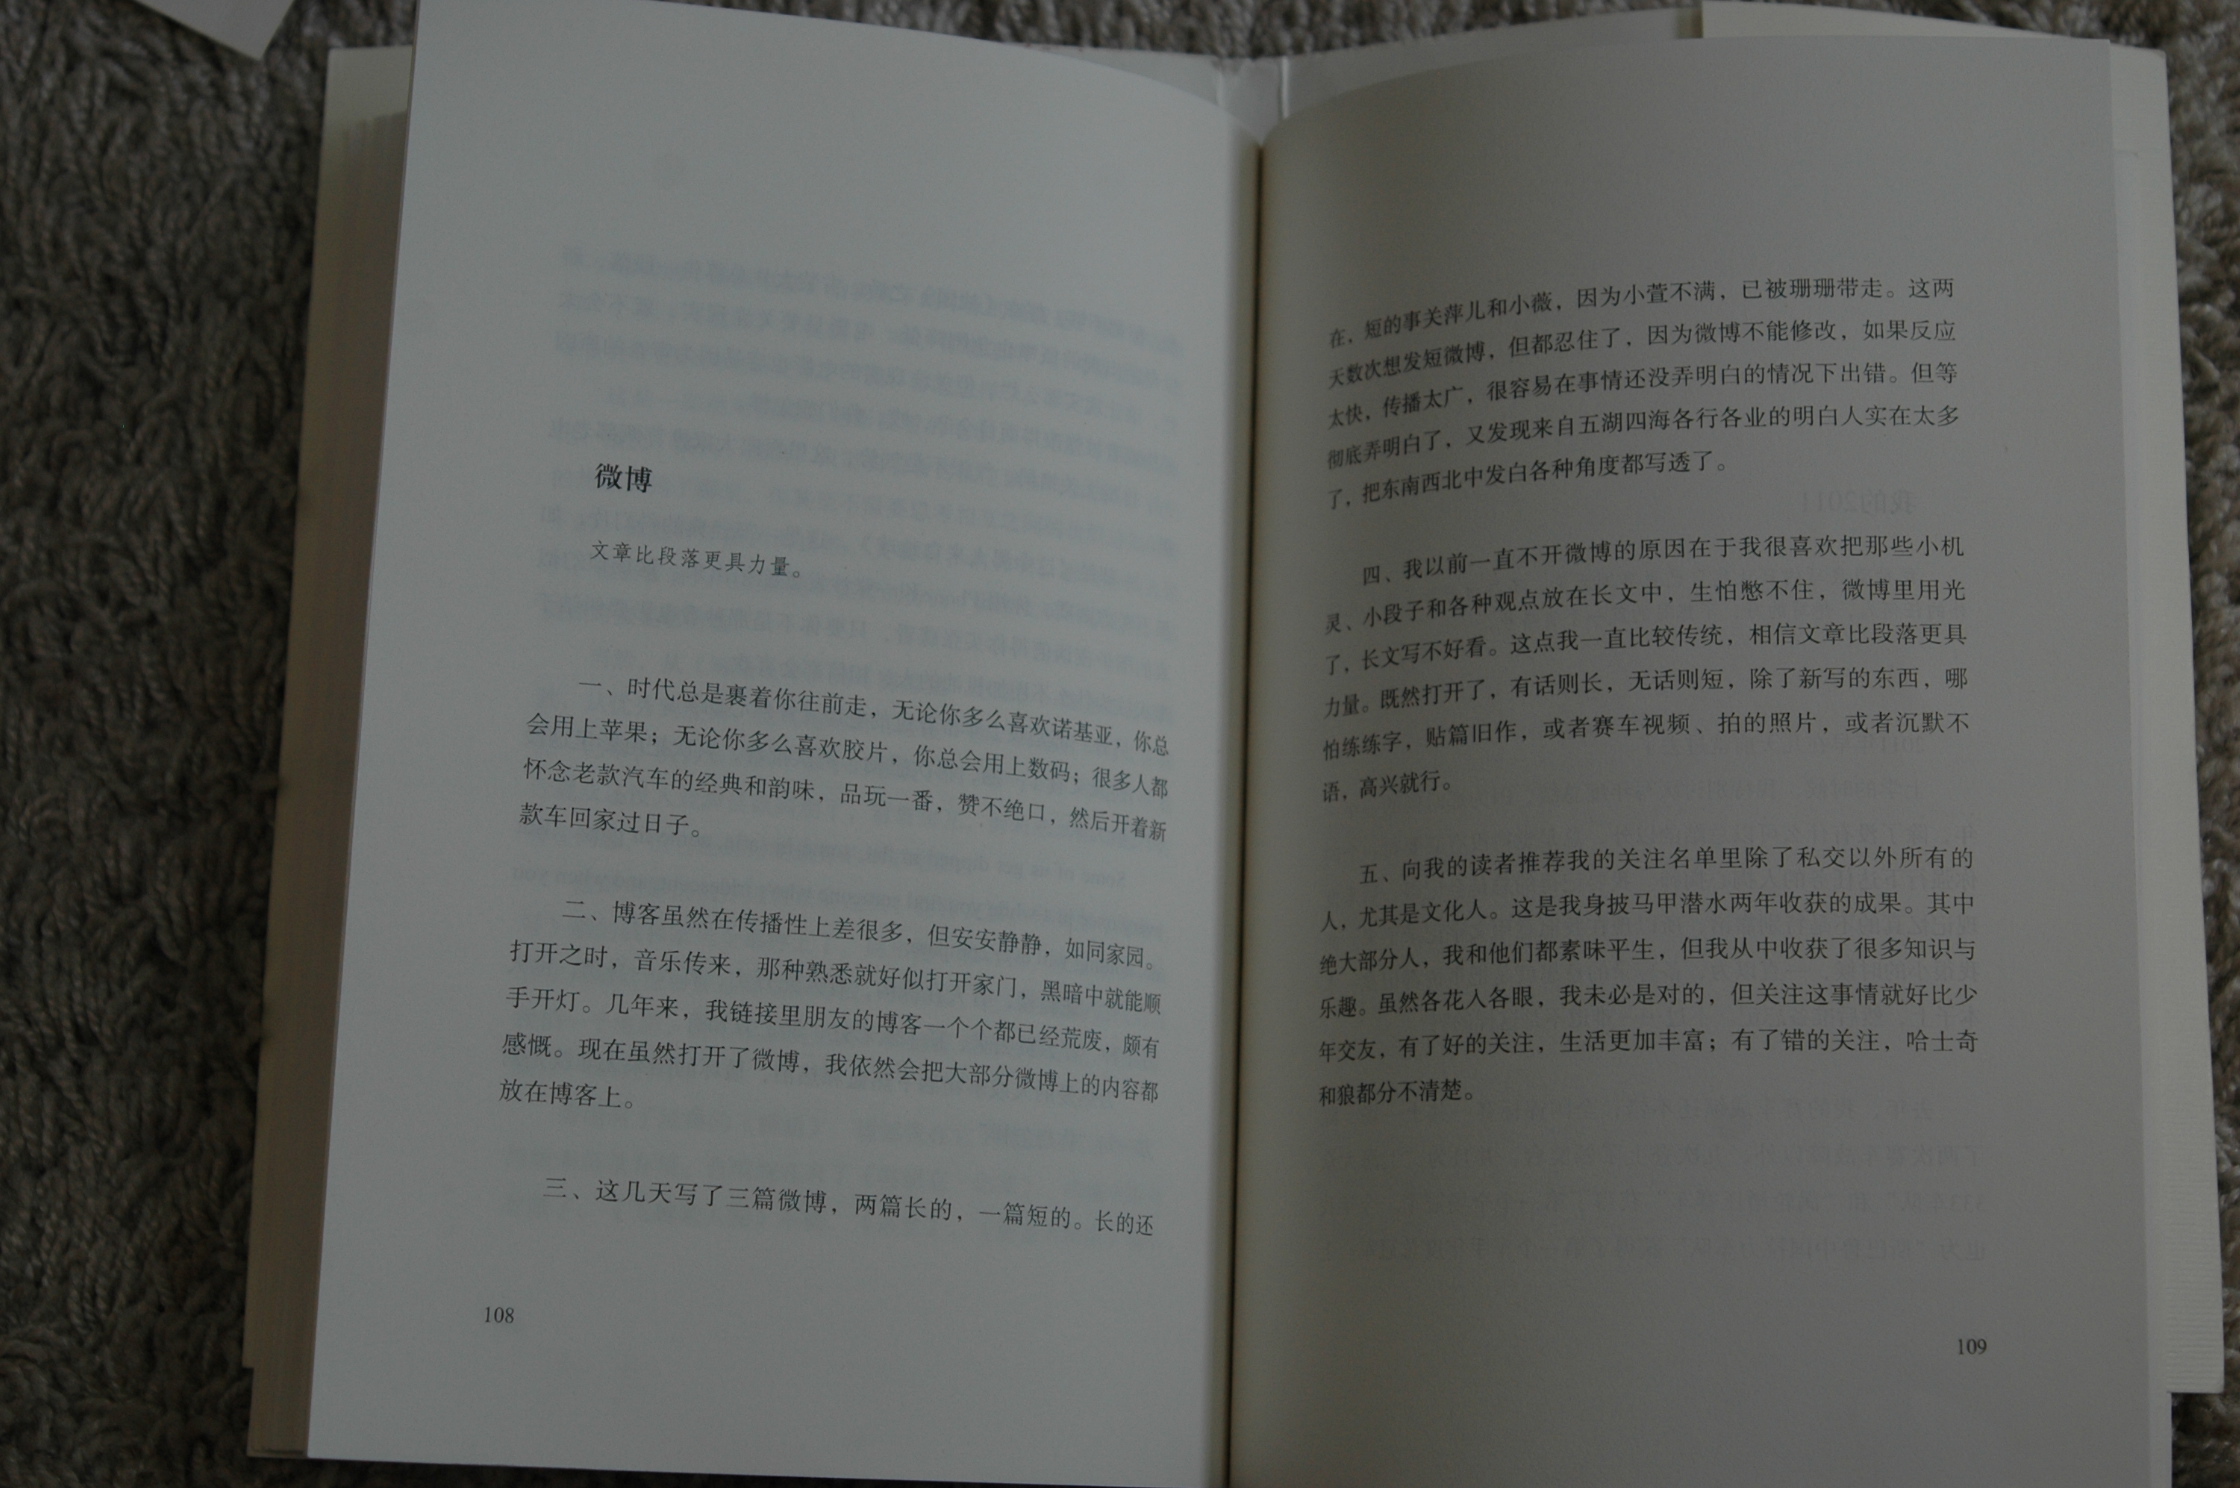 微博
文章比段落更具力量。
一、时代总是裹着你往前走，无论你多么喜欢诺基亚，你总
会用上苹果；无论你多么喜欢胶片，你总会用上数码；很多人都
怀念老款汽车的经典和韵味，品玩一番，赞不绝口，然后开着新
款车回家过日子。
二、博客虽然在传播性上差很多，但安安静静，如同家园。
打开之时，音乐传来，那种熟悉就好似打开家门，黑暗中就能顺
手开灯。几年来，我链接里朋友的博客一个个都已经荒废，颇有
感慨。现在虽然打开了微博，我依然会把大部分微博上的内容都
放在博客上。
三、这几天写了三篇微博，两篇长的，一篇短的。长的还
108
在，短的事关萍儿和小薇，因为小萱不满，已被珊珊带走。这两
天数次想发短微博，但都忍住了，因为微博不能修改，如果反应
太快，传播太广，很容易在事情还没弄明白的情况下出错。但等
彻底弄明白了，又发现来自五湖四海各行各业的明白人实在太多
了，把东南西北中发白各种角度都写透了。
四、我以前一直不开微博的原因在于我很喜欢把那些小机
灵、小段子和各种观点放在长文中，生怕憋不住，微博里用光
了，长文写不好看。这点我一直比较传统，相信文章比段落更具
力量。既然打开了，有话则长，无话则短，除了新写的东西，哪
怕练练字，贴篇旧作，或者赛车视频、拍的照片，或者沉默不
语，高兴就行。
五、向我的读者推荐我的关注名单里除了私交以外所有的
人，尤其是文化人。这是我身披马甲潜水两年收获的成果。其中
绝大部分人，我和他们都素昧平生，但我从中收获了很多知识与
乐趣。虽然各花入各眼，我未必是对的，但关注这事情就好比少
年交友，有了好的关注，生活更加丰富；有了错的关注，哈士奇
和狼都分不清楚。
109